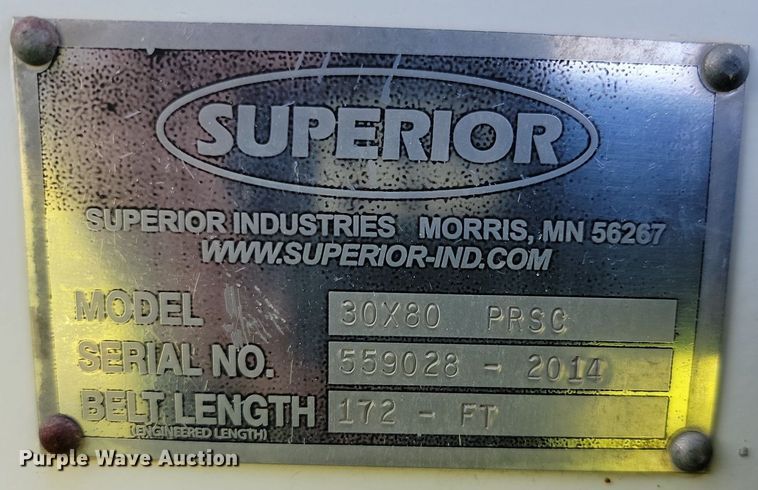 SUPERIOR
SUPERIOR INDUSTRIES MORRIS, MN 56267
WWW.SUPERIOR-IND.COM
MODEL 30X80 PRSC
SERIAL NO. 559028 - 2014
BELT LENGTH 172 - FT
(ENGINEERED LENGTH)
Purple Wave Auction